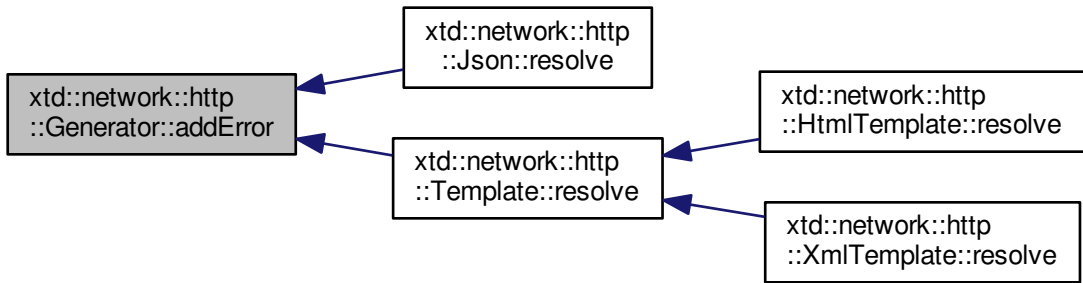 xtd::network::http
::Generator::addError
xtd::network::http
::Json::resolve
xtd::network::http
::Template::resolve
xtd::network::http
::HtmlTemplate::resolve
xtd::network::http
::XmlTemplate::resolve